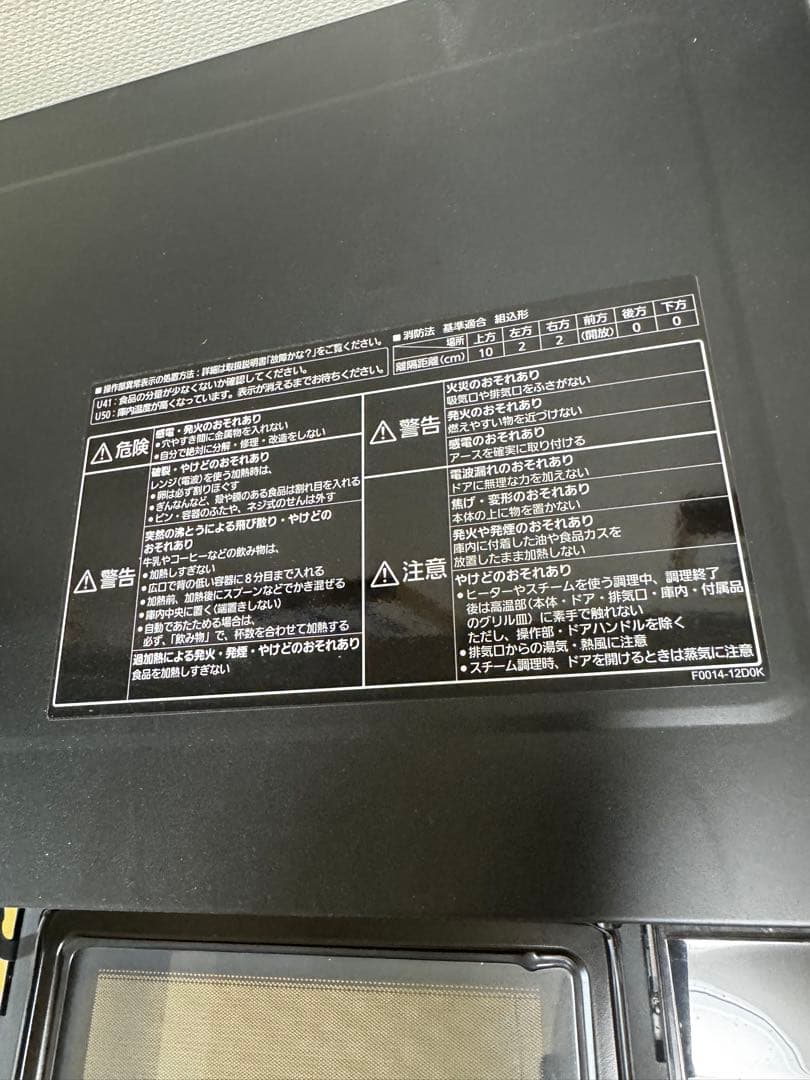 ■ 操作部異常表示の処置方法:詳細は取扱説明書「故障かな?」をご覧ください。
U41:食品の分量が少なくないか確認してください。
U50:庫内温度が高くなっています。表示が消えるまでお待ちください。
■ 消防法 基準適合 組込形
場所 上方 左方 右方 前方 後方 下方
離隔距離(cm) 10 2 2 (開放) 0 0
危険
感電・発火のおそれあり
●穴やすき間に金属物を入れない
●自分で絶対に分解・修理・改造をしない
警告
破裂・やけどのおそれあり
レンジ(電波)を使う加熱時は、
●卵は必ず割りほぐす
●ぎんなんなど、殻や膜のある食品は割れ目を入れる
●ビン・容器のふたや、ネジ式のせんは外す
突然の沸とうによる飛び散り・やけどの
おそれあり
牛乳やコーヒーなどの飲み物は、
●加熱しすぎない
●広口で背の低い容器に8分目まで入れる
●加熱前、加熱後にスプーンなどでかき混ぜる
●庫内中央に置く(端置きしない)
●自動であたためる場合は、
必ず、「飲み物」で、杯数を合わせて加熱する
過加熱による発火・発煙・やけどのおそれあり
食品を加熱しすぎない
警告
火災のおそれあり
吸気口や排気口をふさがない
発火のおそれあり
燃えやすい物を近づけない
感電のおそれあり
アースを確実に取り付ける
注意
電波漏れのおそれあり
ドアに無理な力を加えない
焦げ・変形のおそれあり
本体の上に物を置かない
発火や発煙のおそれあり
庫内に付着した油や食品カスを
放置したまま加熱しない
やけどのおそれあり
●ヒーターやスチームを使う調理中、調理終了
後は高温部(本体・ドア・排気口・庫内・付属品
のグリル皿)に素手で触れない
ただし、操作部・ドアハンドルを除く
●排気口からの湯気・熱風に注意
●スチーム調理時、ドアを開けるときは蒸気に注意
F0014-12D0K